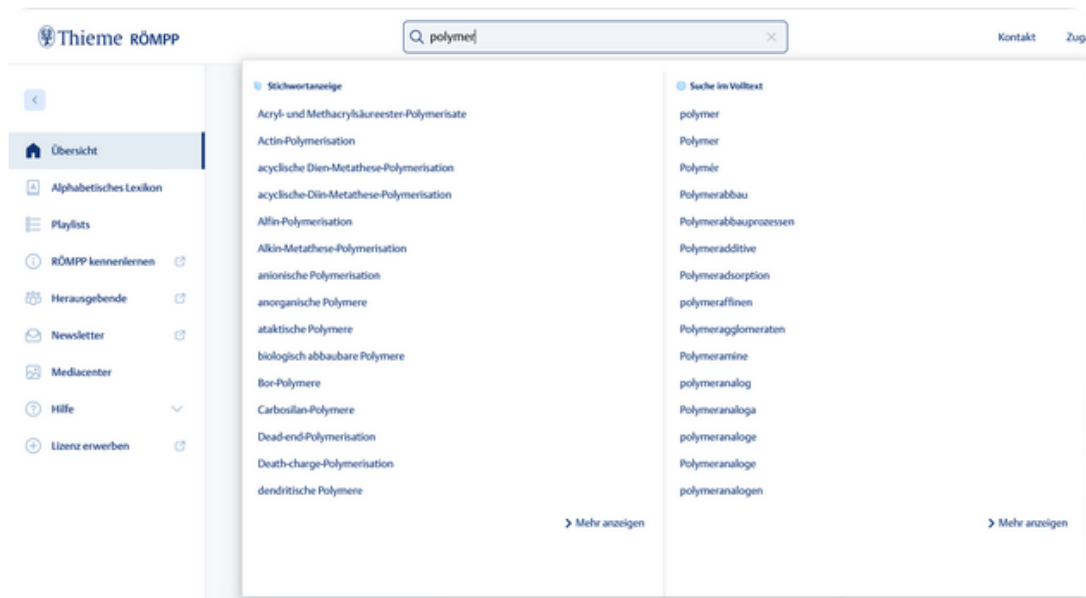 Thieme RÖMPP
polymer
Kontakt
Übersicht
Alphabetisches Lexikon
Playlists
RÖMPP kennenlernen
Herausgebende
Newsletter
Mediacenter
Hilfe
Lizenz erwerben
Stichwortanzeige
Acryl- und Methacrylsäureester-Polymerisate
Actin-Polymerisation
acyclische Dien-Metathese-Polymerisation
acyclische-Diin-Metathese-Polymerisation
Alfin-Polymerisation
Alkin-Metathese-Polymerisation
anionische Polymerisation
anorganische Polymere
ataktische Polymere
biologisch abbaubare Polymere
Bor-Polymere
Carbosilan-Polymere
Dead-end-Polymerisation
Death-charge-Polymerisation
dendritische Polymere
Mehr anzeigen
Suche im Volltext
polymer
Polymer
Polymér
Polymerabbau
Polymerabbauprozessen
Polymeradditive
Polymeradsorption
polymeraffinen
Polymeragglomeraten
Polymeramine
polymeranalog
Polymeranaloga
polymeranaloge
Polymeranaloge
polymeranalogen
Mehr anzeigen